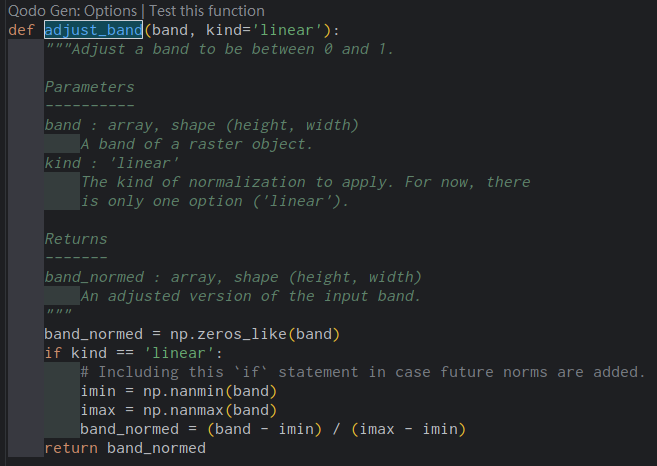 Qodo Gen: Options | Test this function
def adjust_band(band, kind='linear'):
    """Adjust a band to be between 0 and 1.

    Parameters
    ----------
    band : array, shape (height, width)
        A band of a raster object.
    kind : 'linear'
        The kind of normalization to apply. For now, there
        is only one option ('linear').

    Returns
    -------
    band_normed : array, shape (height, width)
        An adjusted version of the input band.
    """
    band_normed = np.zeros_like(band)
    if kind == 'linear':
        # Including this `if` statement in case future norms are added.
        imin = np.nanmin(band)
        imax = np.nanmax(band)
        band_normed = (band - imin) / (imax - imin)
    return band_normed